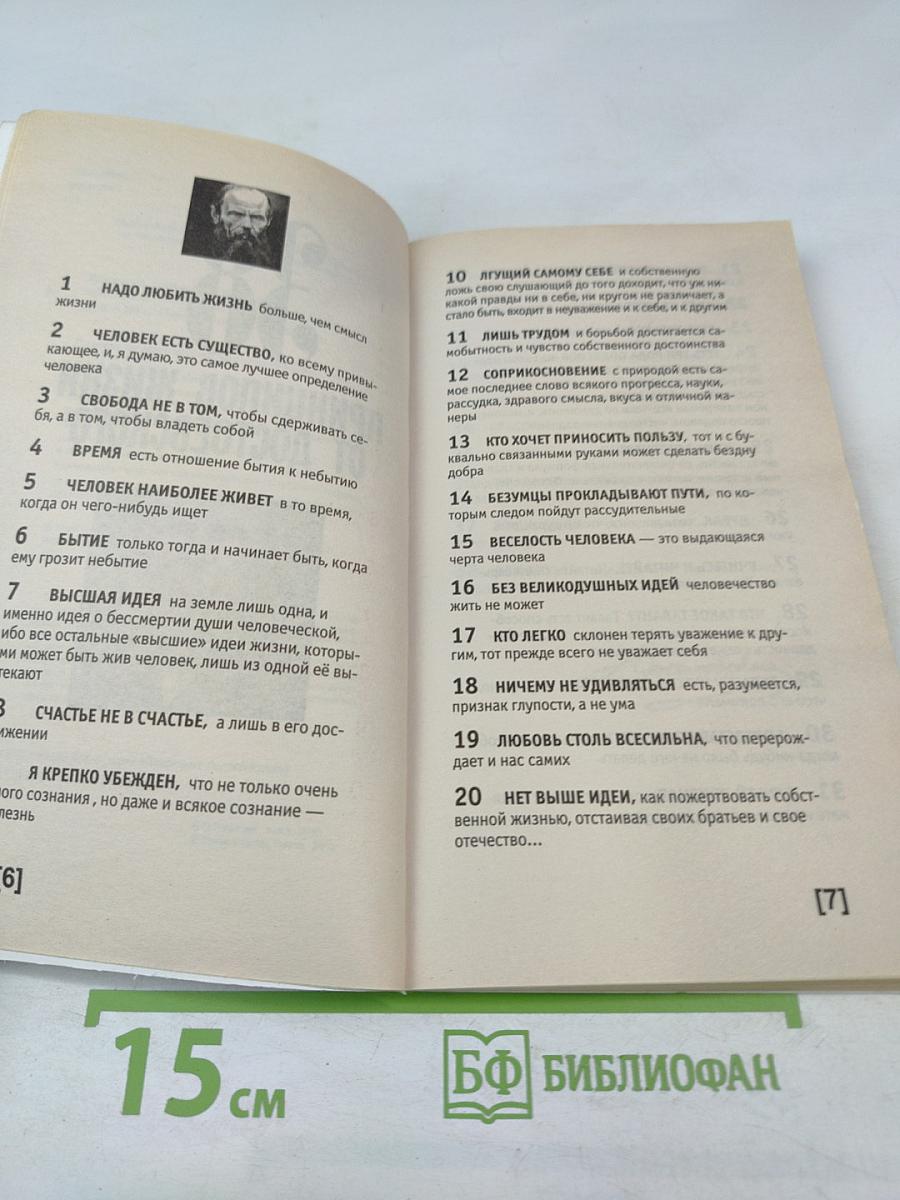 1 НАДО ЛЮБИТЬ ЖИЗНЬ больше, чем смысл
жизни
2 ЧЕЛОВЕК ЕСТЬ СУЩЕСТВО, ко всему привы-
кающее, и, я думаю, это самое лучшее определение
человека
3 СВОБОДА НЕ В ТОМ, чтобы сдерживать се-
бя, а в том, чтобы владеть собой
4 ВРЕМЯ есть отношение бытия к небытию
5 ЧЕЛОВЕК НАИБОЛЕЕ ЖИВЕТ в то время,
когда он чего-нибудь ищет
6 БЫТИЕ только тогда и начинает быть, когда
ему грозит небытие
7 ВЫСШАЯ ИДЕЯ на земле лишь одна, и
именно идея о бессмертии души человеческой,
ибо все остальные «высшие» идеи жизни, которы-
ми может быть жив человек, лишь из одной её вы-
текают
8 СЧАСТЬЕ НЕ В СЧАСТЬЕ, а лишь в его дос-
ижении
Я КРЕПКО УБЕЖДЕН, что не только очень
ного сознания, но даже и всякое сознание —
лезнь
[6]
10 ЛГУЩИЙ САМОМУ СЕБЕ и собственную
ложь свою слушающий до того доходит, что уж ни-
какой правды ни в себе, ни кругом не различает, а
стало быть, входит в неуважение и к себе, и к другим
11 ЛИШЬ ТРУДОМ и борьбой достигается са-
мобытность и чувство собственного достоинства
12 СОПРИКОСНОВЕНИЕ с природой есть са-
мое последнее слово всякого прогресса, науки,
рассудка, здравого смысла, вкуса и отличной ма-
неры
13 КТО ХОЧЕТ ПРИНОСИТЬ ПОЛЬЗУ, тот и с бу-
квально связанными руками может сделать бездну
добра
14 БЕЗУМЦЫ ПРОКЛАДЫВАЮТ ПУТИ, по ко-
торым следом пойдут рассудительные
15 ВЕСЕЛОСТЬ ЧЕЛОВЕКА — это выдающаяся
черта человека
16 БЕЗ ВЕЛИКОДУШНЫХ ИДЕЙ человечество
жить не может
17 КТО ЛЕГКО склонен терять уважение к дру-
гим, тот прежде всего не уважает себя
18 НИЧЕМУ НЕ УДИВЛЯТЬСЯ есть, разумеется,
признак глупости, а не ума
19 ЛЮБОВЬ СТОЛЬ ВСЕСИЛЬНА, что перерож-
дает и нас самих
20 НЕТ ВЫШЕ ИДЕИ, как пожертвовать собст-
венной жизнью, отстаивая своих братьев и свое
отечество...
[7]
15 см
БФ БИБЛИОФАН